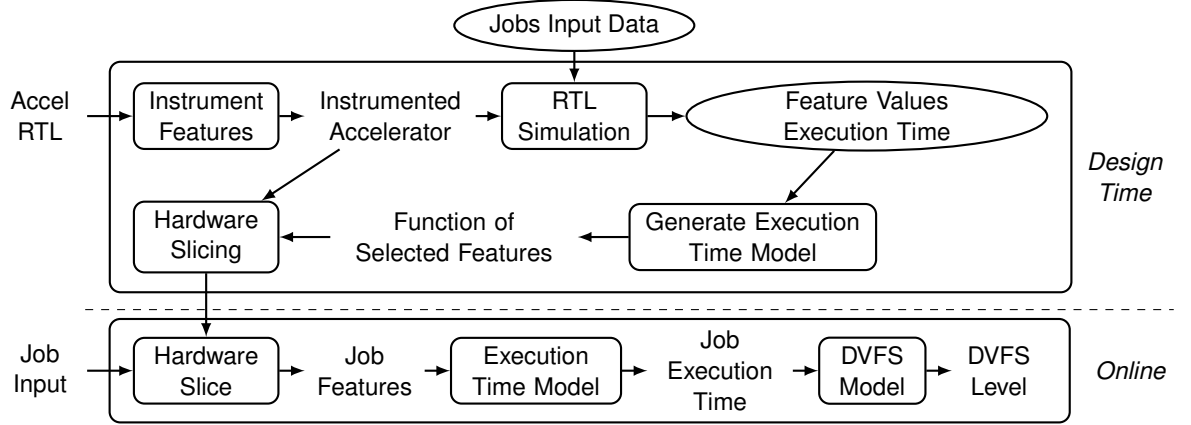 Jobs Input Data
Accel
RTL
Instrument
Features
Instrumented
Accelerator
RTL
Simulation
Feature Values
Execution Time
Design
Time
Hardware
Slicing
Function of
Selected Features
Generate Execution
Time Model
Job
Input
Hardware
Slice
Job
Features
Execution
Time Model
Job
Execution
Time
DVFS
Model
DVFS
Level
Online